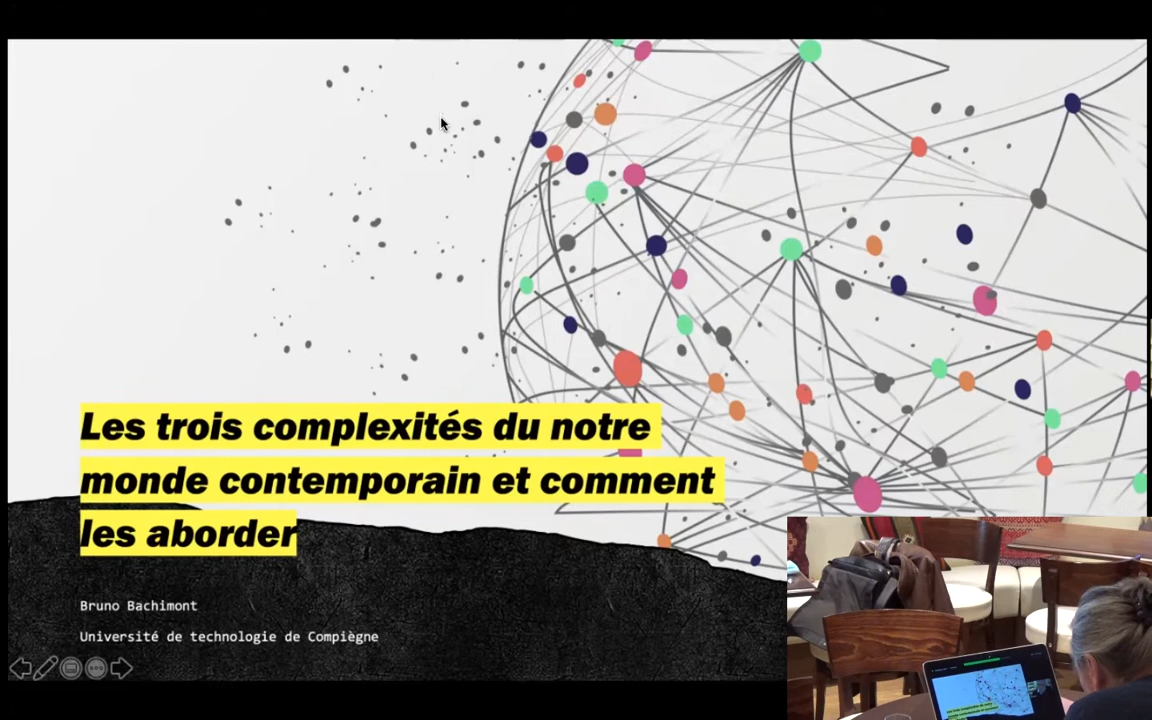 Les trois complexités du notre
monde contemporain et comment
les aborder
Bruno Bachimont
Université de technologie de Compiègne